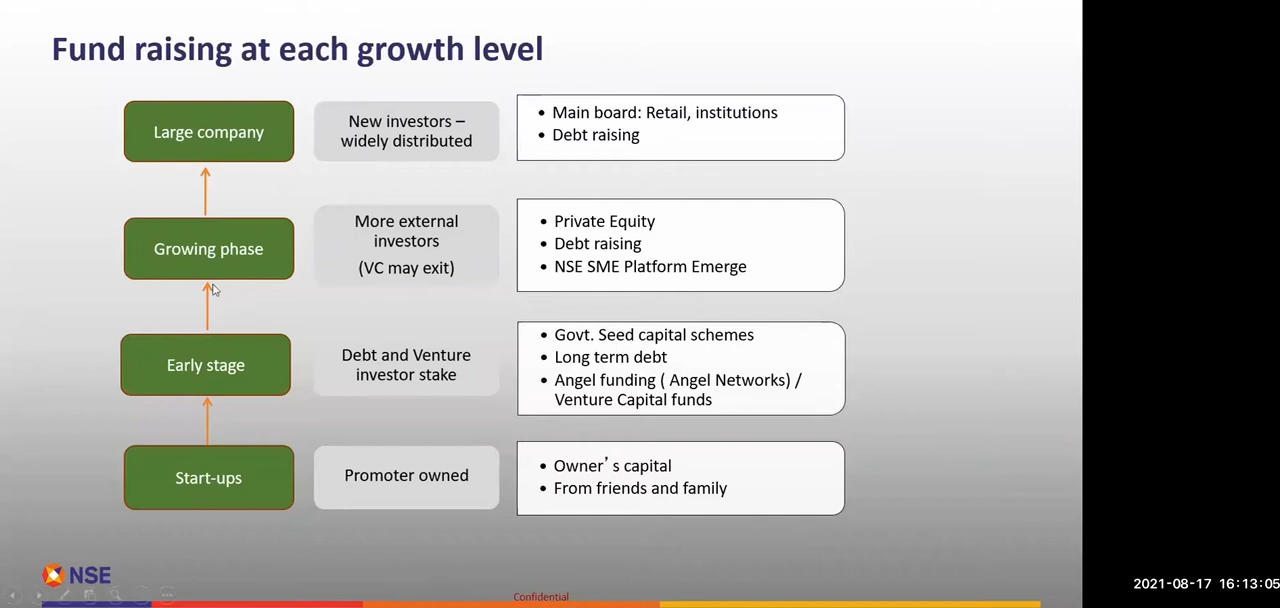 Fund raising at each growth level
Large company
New investors –
widely distributed
• Main board: Retail, institutions
• Debt raising
Growing phase
More external
investors
(VC may exit)
• Private Equity
• Debt raising
• NSE SME Platform Emerge
Early stage
Debt and Venture
investor stake
• Govt. Seed capital schemes
• Long term debt
• Angel funding ( Angel Networks) /
Venture Capital funds
Start-ups
Promoter owned
• Owner’ s capital
• From friends and family
NSE
Confidential
2021-08-17 16:13:05